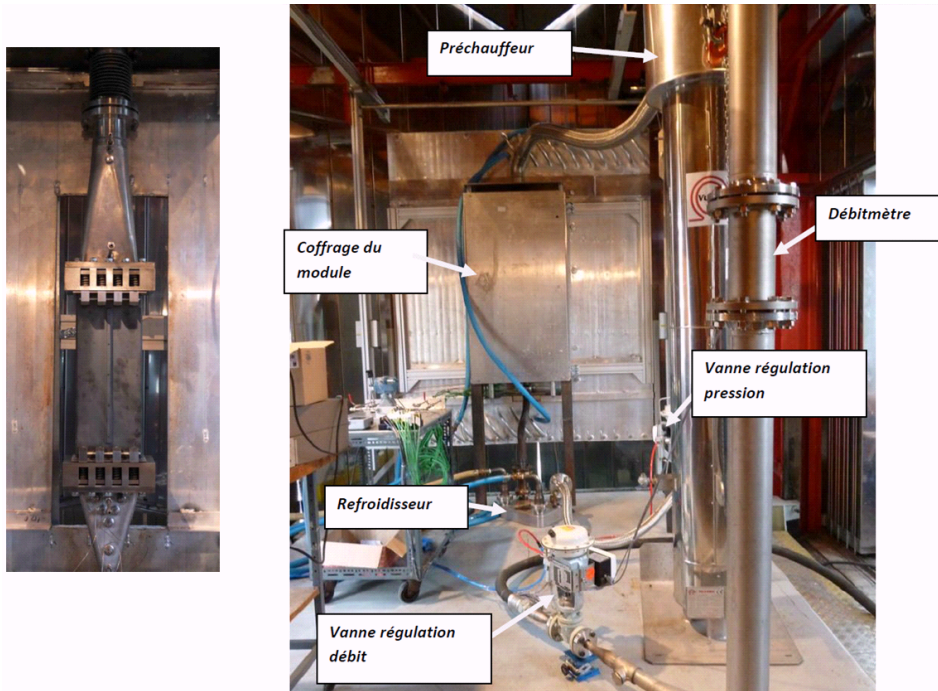 Préchauffeur
Débitmètre
Coffrage du
module
Vanne régulation
pression
Refroidisseur
Vanne régulation
débit